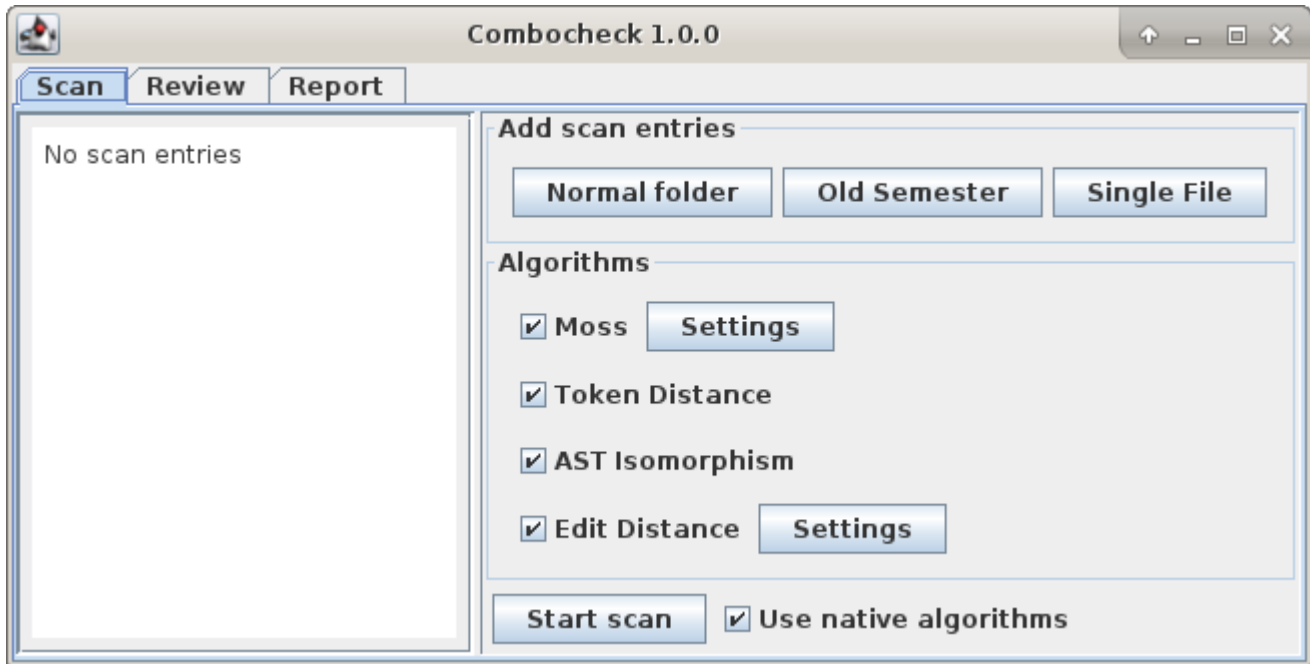 Combocheck 1.0.0
Scan Review Report
No scan entries
Add scan entries
Normal folder Old Semester Single File
Algorithms
Moss Settings
Token Distance
AST Isomorphism
Edit Distance Settings
Start scan Use native algorithms